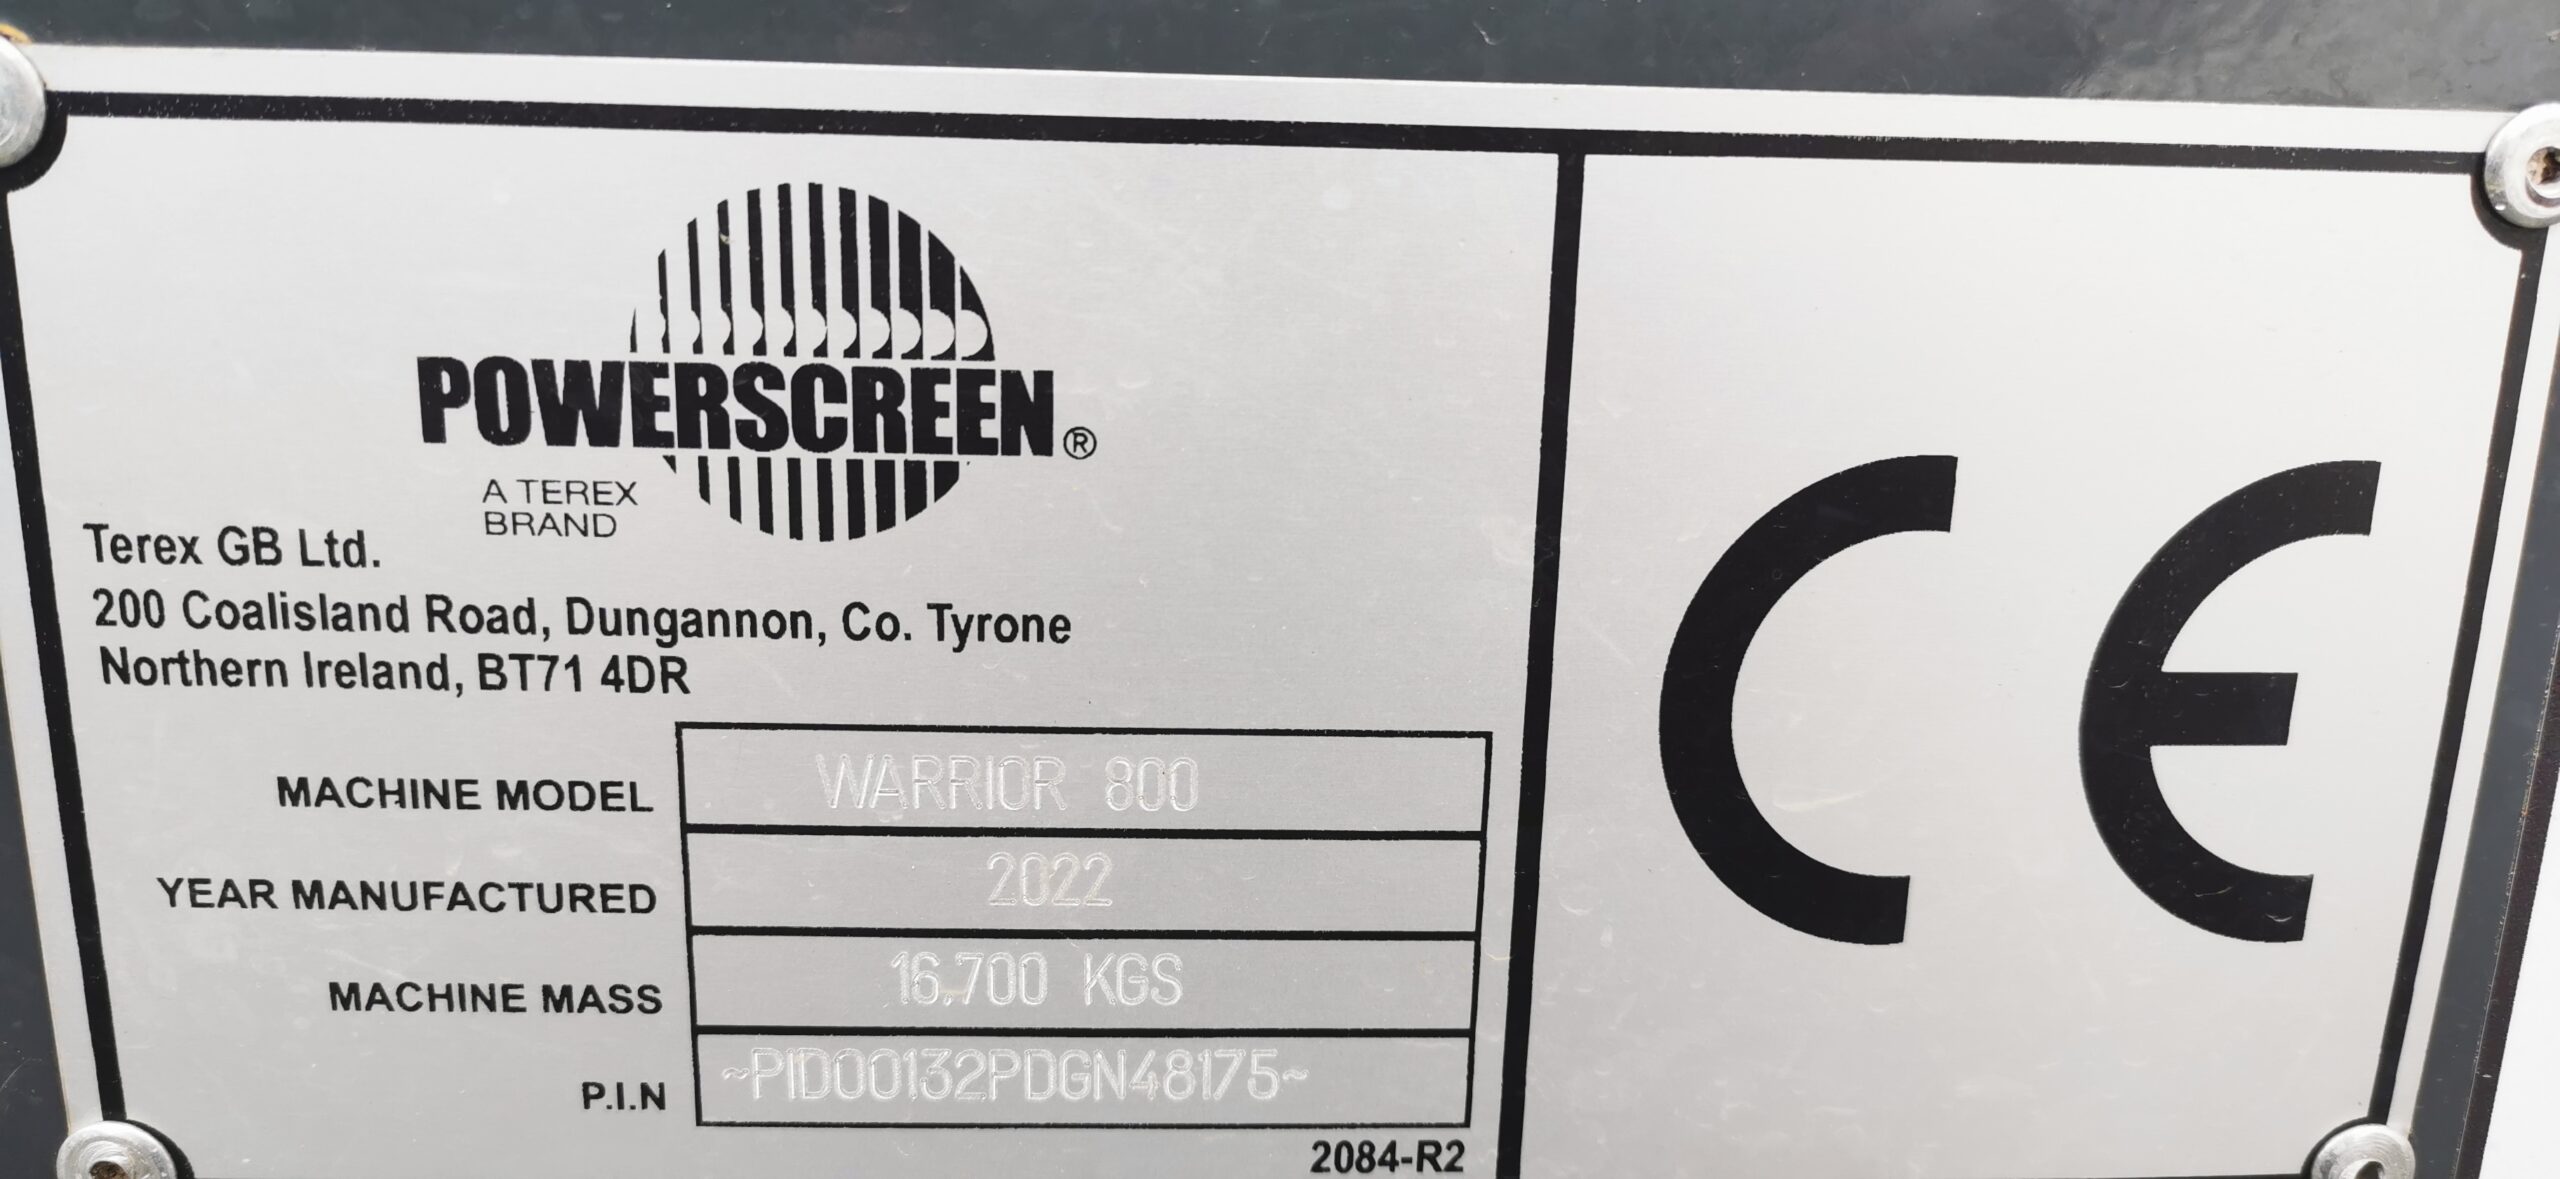 POWERSCREEN®
A TEREX
BRAND
Terex GB Ltd.
200 Coalisland Road, Dungannon, Co. Tyrone
Northern Ireland, BT71 4DR
MACHINE MODEL WARRIOR 800
YEAR MANUFACTURED 2022
MACHINE MASS 16.700 KGS
P.I.N ~PID00132PDGN48175~
2084-R2
CE